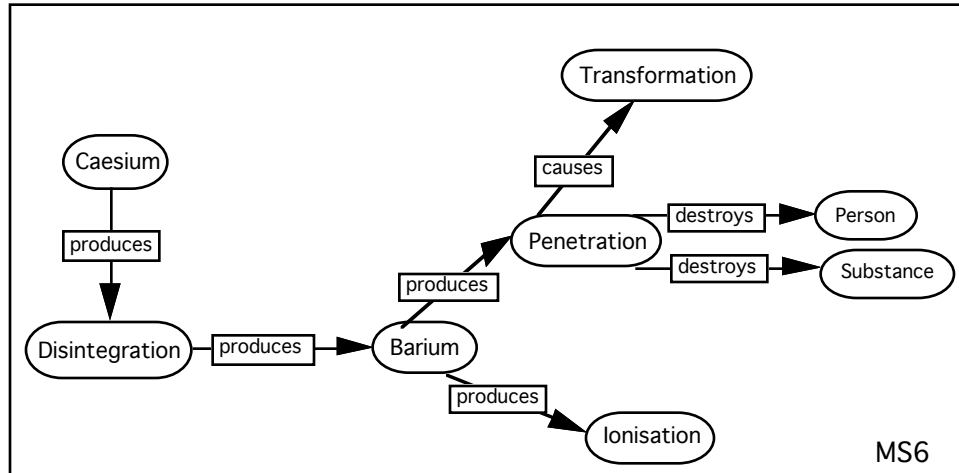 Transformation
Caesium
causes
destroys
Person
produces
Penetration
destroys
Substance
produces
Disintegration
produces
Barium
produces
Ionisation
MS6